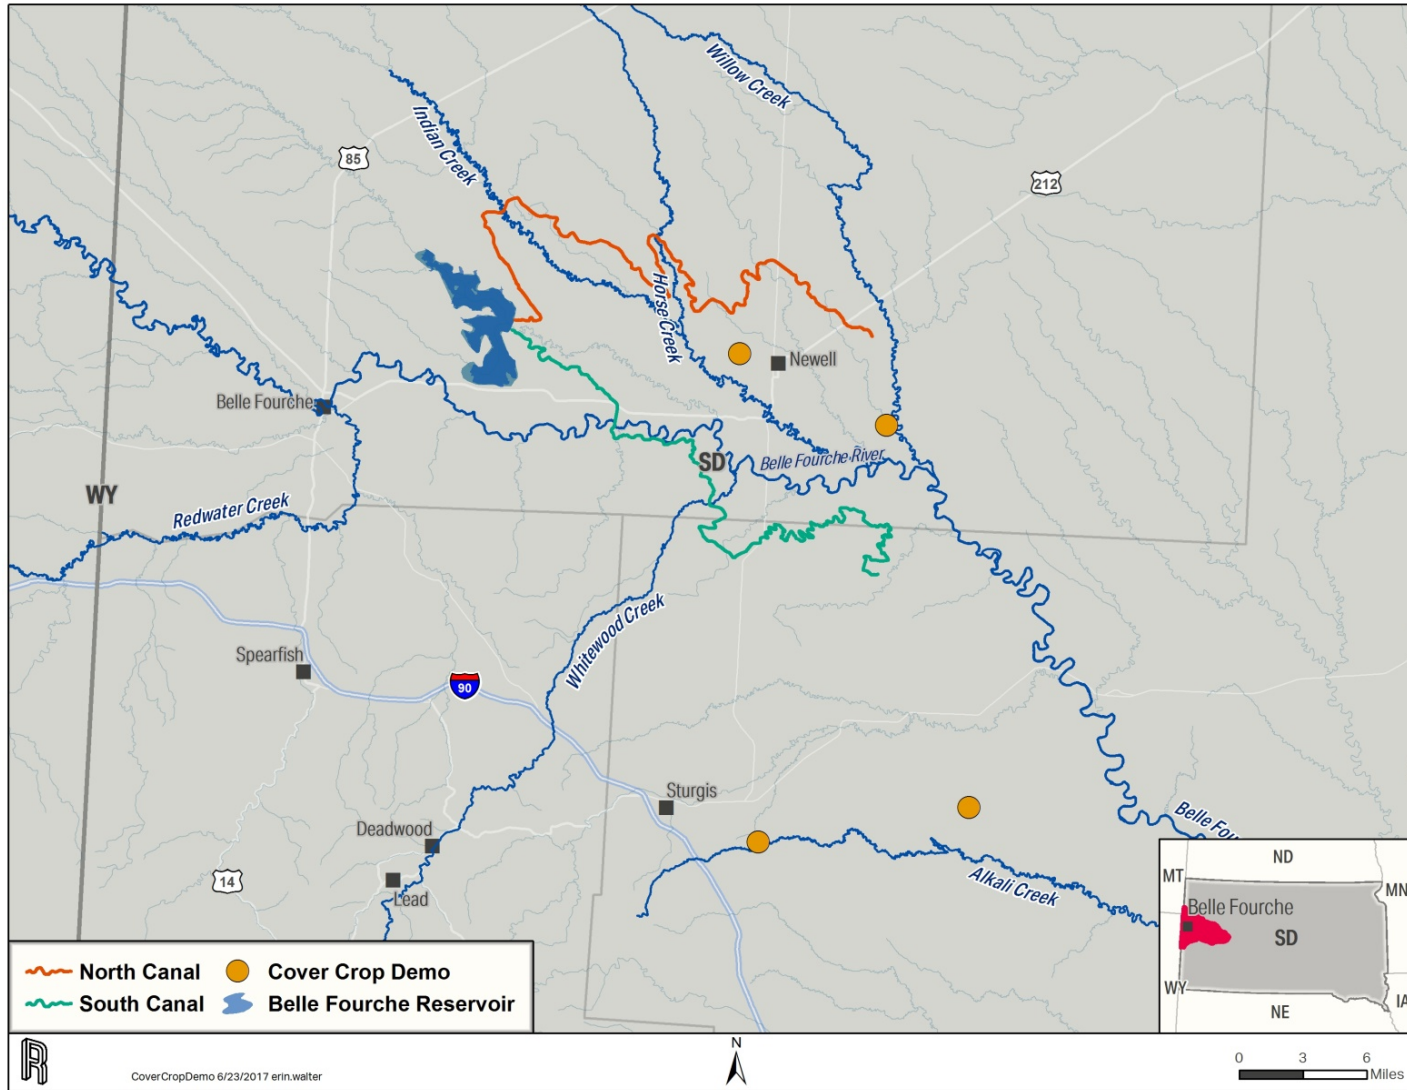 Willow Creek
Indian Creek
85
212
Horse Creek
Newell
Belle Fourche
SD
Belle Fourche River
WY
Redwater Creek
Whitewood Creek
Spearfish
90
Sturgis
Deadwood
14
Lead
Alkali Creek
Belle Fou
ND
MT
MN
Belle Fourche
SD
WY
NE
IA
North Canal
Cover Crop Demo
South Canal
Belle Fourche Reservoir
R
CoverCropDemo 6/23/2017 erin.walter
N
0 3 6
Miles